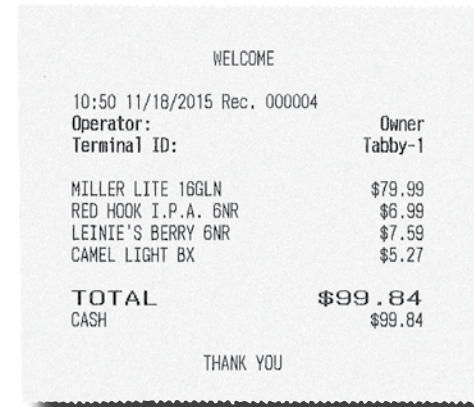 WELCOME
10:50 11/18/2015 Rec. 000004
Operator: Owner
Terminal ID: Tabby-1
MILLER LITE 16GLN $79.99
RED HOOK I.P.A. 6NR $6.99
LEINIE'S BERRY 6NR $7.59
CAMEL LIGHT BX $5.27
TOTAL $99.84
CASH $99.84
THANK YOU